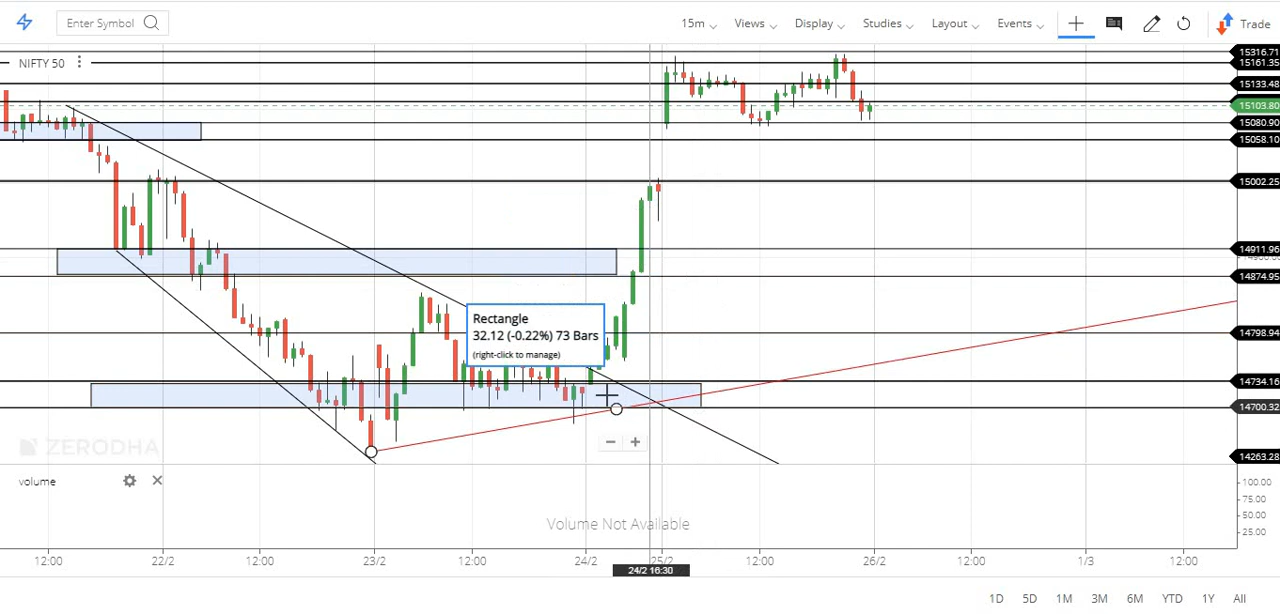 Enter Symbol
15m Views Display Studies Layout Events Trade
NIFTY 50
15316.71
15161.35
15133.48
15103.80
15080.90
15058.10
15002.25
14911.96
14874.95
14798.94
14734.16
14700.32
14263.28
Rectangle
32.12 (-0.22%) 73 Bars
(right-click to manage)
ZERODHA
volume
Volume Not Available
100.00
75.00
50.00
25.00
12:00 22/2 12:00 23/2 12:00 24/2 25/2 12:00 26/2 12:00 1/3 12:00
24/2 16:30
1D 5D 1M 3M 6M YTD 1Y All